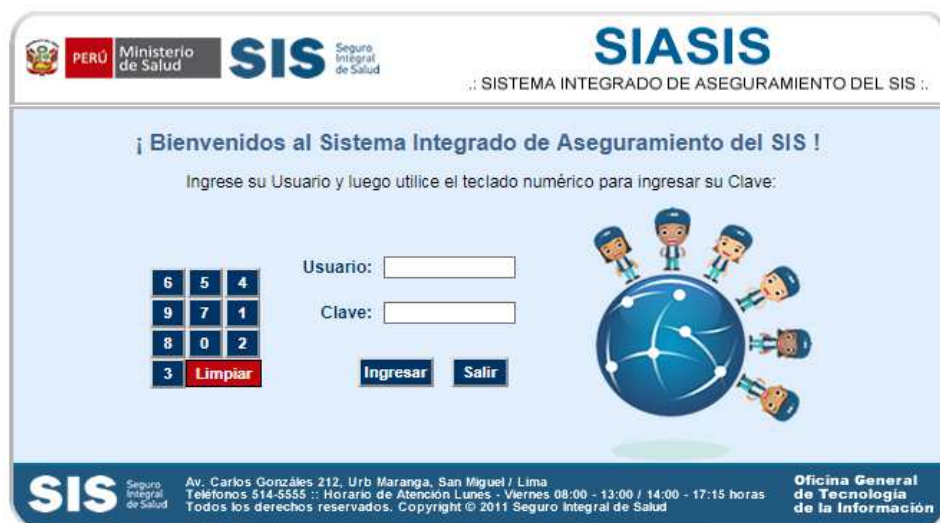 PERÚ
Ministerio
de Salud
SIS
Seguro
Integral
de Salud
SIASIS
.: SISTEMA INTEGRADO DE ASEGURAMIENTO DEL SIS :.
¡ Bienvenidos al Sistema Integrado de Aseguramiento del SIS !
Ingrese su Usuario y luego utilice el teclado numérico para ingresar su Clave:
6 5 4
9 7 1
8 0 2
3 Limpiar
Usuario:
Clave:
Ingresar Salir
SIS
Seguro
Integral
de Salud
Av. Carlos Gonzáles 212, Urb Maranga, San Miguel / Lima
Teléfonos 514-5555 :: Horario de Atención Lunes - Viernes 08:00 - 13:00 / 14:00 - 17:15 horas
Todos los derechos reservados. Copyright © 2011 Seguro Integral de Salud
Oficina General
de Tecnología
de la Información